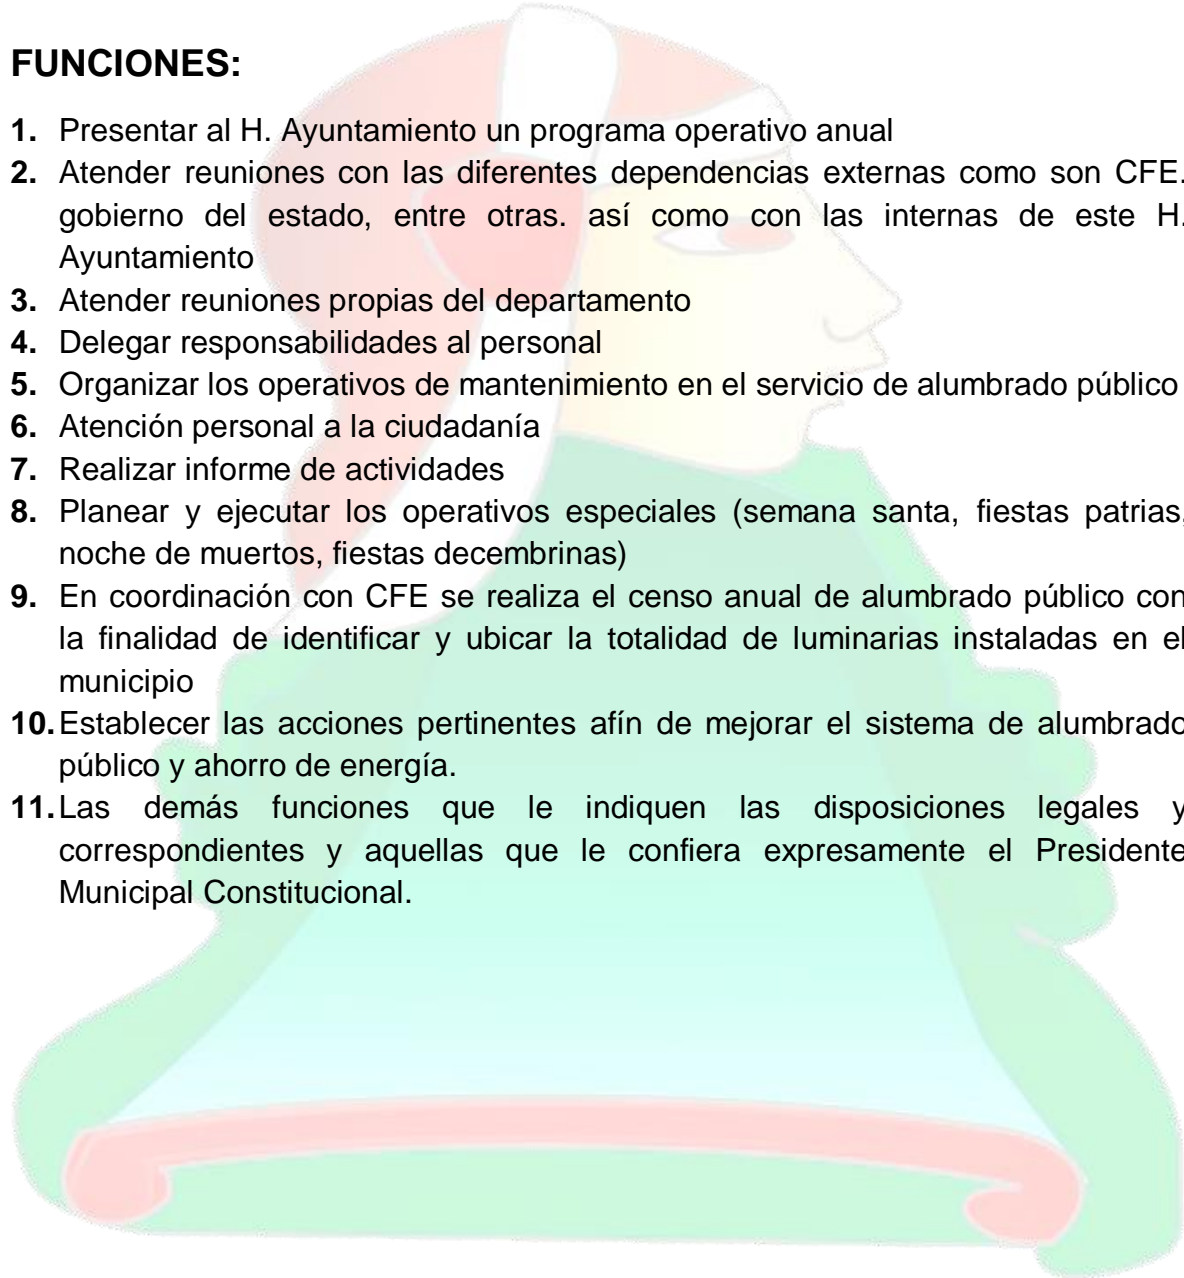 FUNCIONES:
1. Presentar al H. Ayuntamiento un programa operativo anual
2. Atender reuniones con las diferentes dependencias externas como son CFE.
gobierno del estado, entre otras. así como con las internas de este H.
Ayuntamiento
3. Atender reuniones propias del departamento
4. Delegar responsabilidades al personal
5. Organizar los operativos de mantenimiento en el servicio de alumbrado público
6. Atención personal a la ciudadanía
7. Realizar informe de actividades
8. Planear y ejecutar los operativos especiales (semana santa, fiestas patrias,
noche de muertos, fiestas decembrinas)
9. En coordinación con CFE se realiza el censo anual de alumbrado público con
la finalidad de identificar y ubicar la totalidad de luminarias instaladas en el
municipio
10. Establecer las acciones pertinentes afín de mejorar el sistema de alumbrado
público y ahorro de energía.
11. Las demás funciones que le indiquen las disposiciones legales y
correspondientes y aquellas que le confiera expresamente el Presidente
Municipal Constitucional.